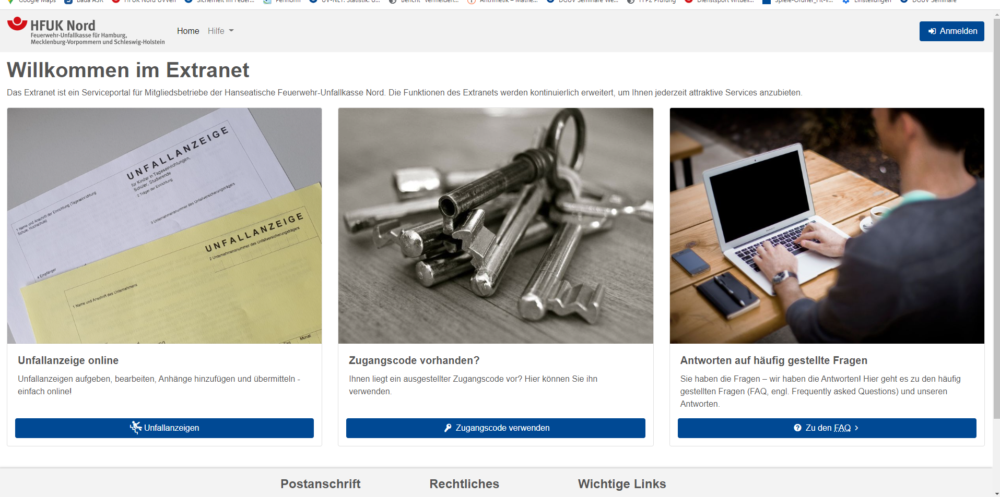 Google Maps baua ASR HFUK Nord UVVen Sicherheit im Feuer... UV-NET: Statistik: U... Bericht "Vermeiden... Arithmetik – Mathe... DGUV Seminare We... FFP2 Prüfung Dienstsport virtuell... Spiele-Ordner_Ht-v... Einstellungen DGUV Seminare
HFUK Nord
Feuerwehr-Unfallkasse für Hamburg,
Mecklenburg-Vorpommern und Schleswig-Holstein
Home Hilfe
Anmelden
Willkommen im Extranet
Das Extranet ist ein Serviceportal für Mitgliedsbetriebe der Hanseatische Feuerwehr-Unfallkasse Nord. Die Funktionen des Extranets werden kontinuierlich erweitert, um Ihnen jederzeit attraktive Services anzubieten.
UNFALLANZEIGE
für Kinder in Tageseinrichtungen,
Schüler, Studierende
2 Träger der Einrichtung
1 Name und Anschrift der Einrichtung (Tageseinrichtung
Schule, Hochschule)
3 Unternehmensnummer des Unfallversicherungsträgers
4 Empfänger
UNFALLANZEIGE
2 Unternehmensnummer des Unfallversicherungsträgers
1 Name und Anschrift des Unternehmens
Tag
Monat
Unfallanzeige online
Unfallanzeigen aufgeben, bearbeiten, Anhänge hinzufügen und übermitteln -
einfach online!
Unfallanzeigen
Zugangscode vorhanden?
Ihnen liegt ein ausgestellter Zugangscode vor? Hier können Sie ihn
verwenden.
Zugangscode verwenden
Antworten auf häufig gestellte Fragen
Sie haben die Fragen – wir haben die Antworten! Hier geht es zu den häufig
gestellten Fragen (FAQ, engl. Frequently asked Questions) und unseren
Antworten.
Zu den FAQ
Postanschrift
Rechtliches
Wichtige Links